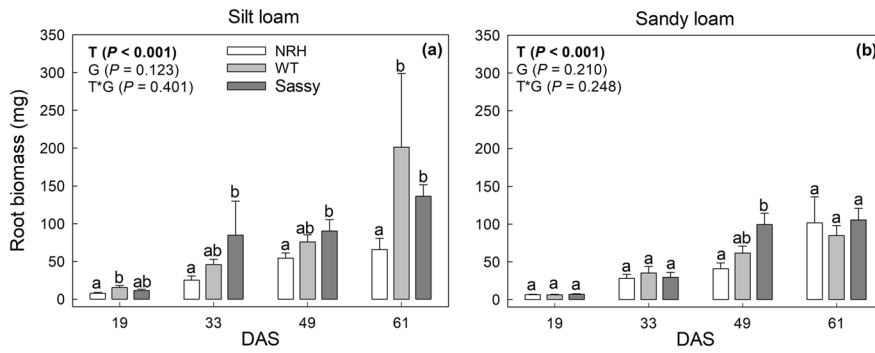 Silt loam
Sandy loam
T (P < 0.001)
G (P = 0.123)
T*G (P = 0.401)
NRH
WT
Sassy
(a)
T (P < 0.001)
G (P = 0.210)
T*G (P = 0.248)
(b)
Root biomass (mg)
350
300
250
200
150
100
50
0
a b ab
a ab b
a ab b
a b b
19 33 49 61
DAS
350
300
250
200
150
100
50
0
a a a
a a a
a ab b
a a a
19 33 49 61
DAS